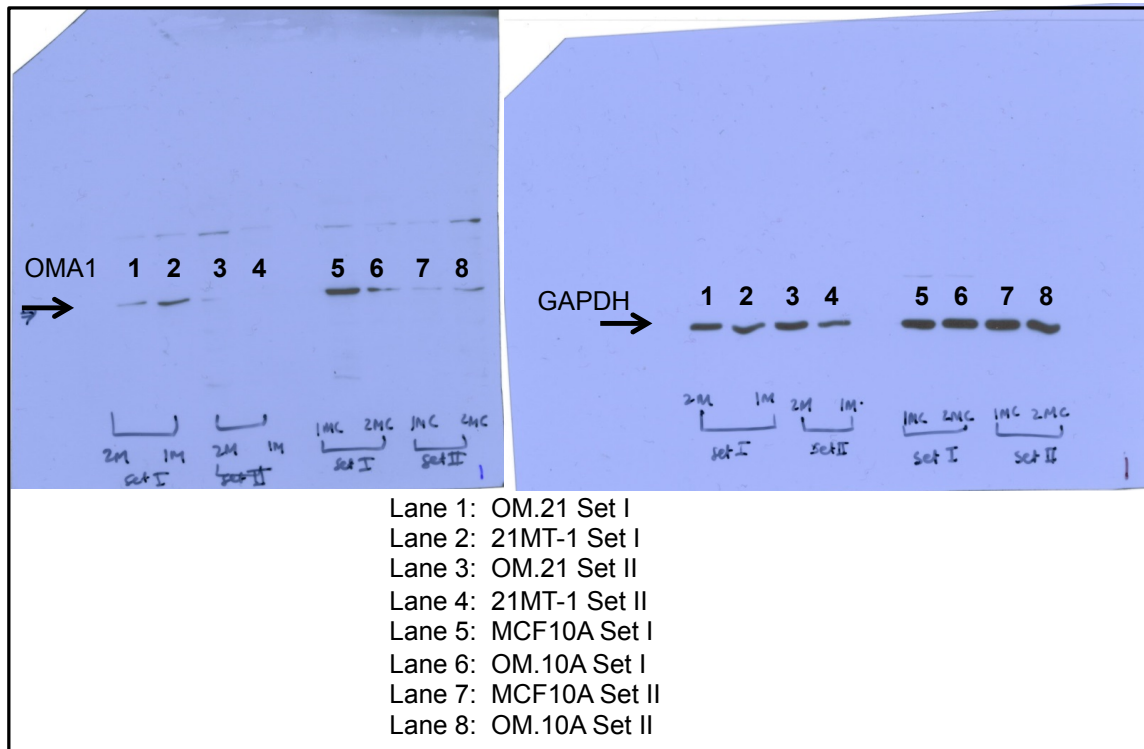 OMA1 1 2 3 4 5 6 7 8
2M 1M 2M 1M 1MC 2MC 1MC 2MC
set I set II set I set II
1
GAPDH 1 2 3 4 5 6 7 8
2M 1M 2M 1M. 1MC 2MC 1MC 2MC
set I set II set I set II
1
Lane 1: OM.21 Set I
Lane 2: 21MT-1 Set I
Lane 3: OM.21 Set II
Lane 4: 21MT-1 Set II
Lane 5: MCF10A Set I
Lane 6: OM.10A Set I
Lane 7: MCF10A Set II
Lane 8: OM.10A Set II